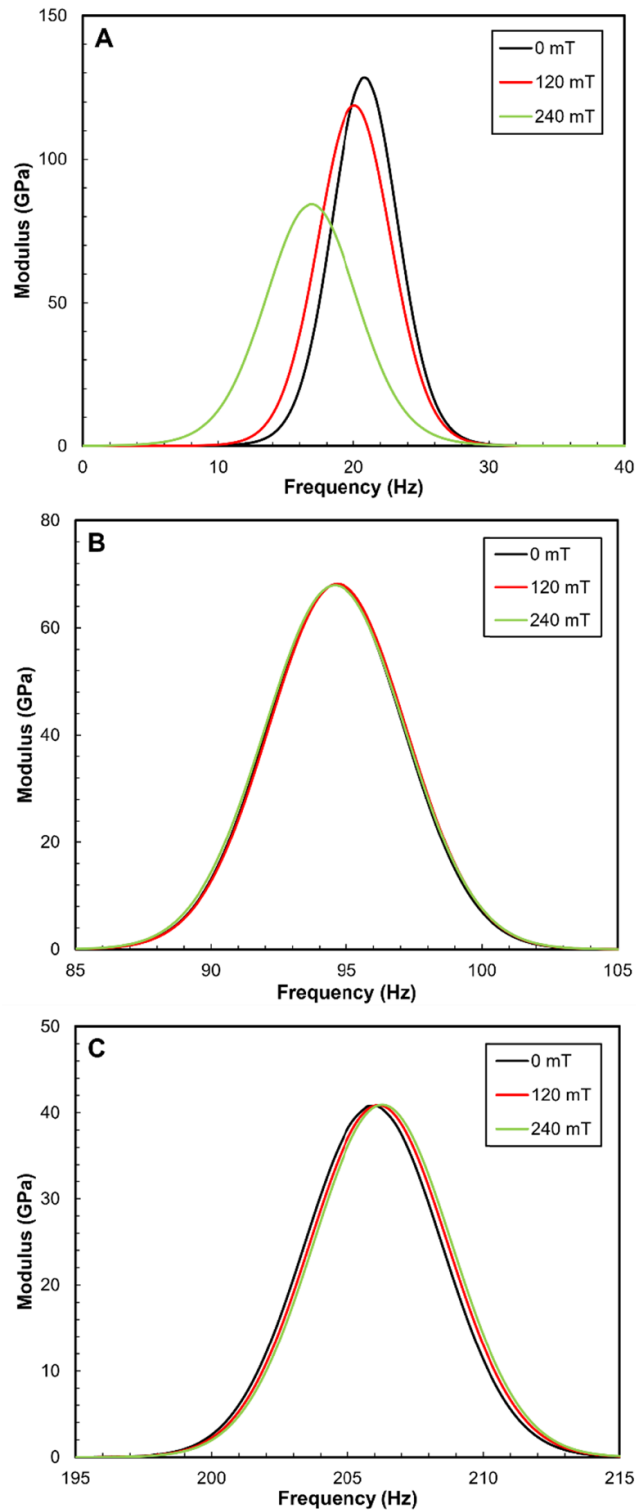 A
150
100
50
0
Modulus (GPa)
0 mT
120 mT
240 mT
0 10 20 30 40
Frequency (Hz)
B
80
60
40
20
0
Modulus (GPa)
0 mT
120 mT
240 mT
85 90 95 100 105
Frequency (Hz)
C
50
40
30
20
10
0
Modulus (GPa)
0 mT
120 mT
240 mT
195 200 205 210 215
Frequency (Hz)